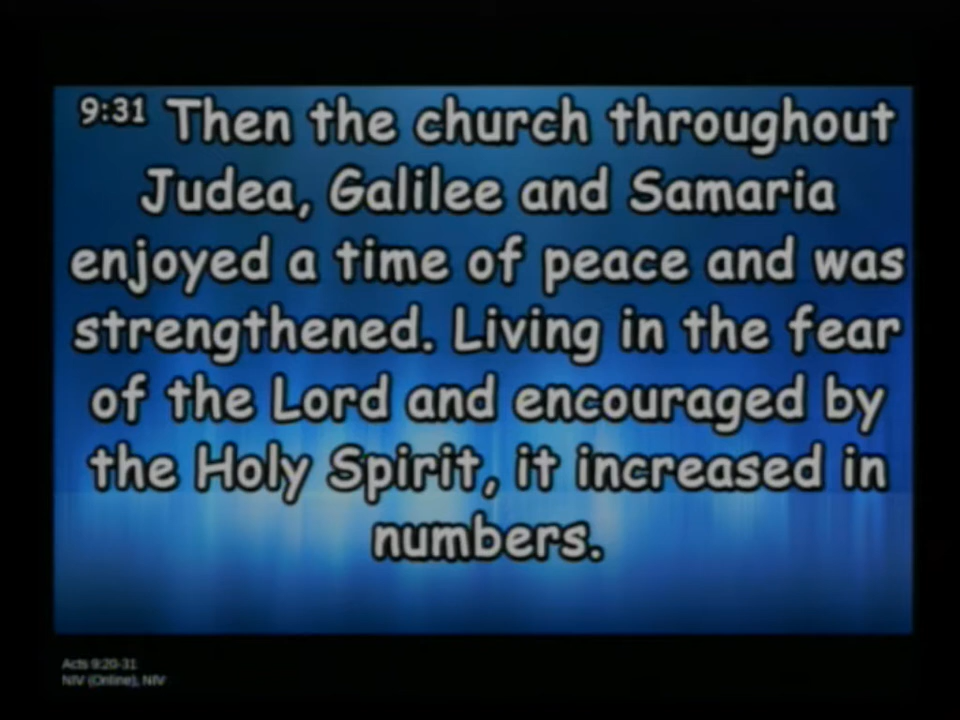 9:31 Then the church throughout
Judea, Galilee and Samaria
enjoyed a time of peace and was
strengthened. Living in the fear
of the Lord and encouraged by
the Holy Spirit, it increased in
numbers.
Acts 9:20-31
NIV (Online), NIV